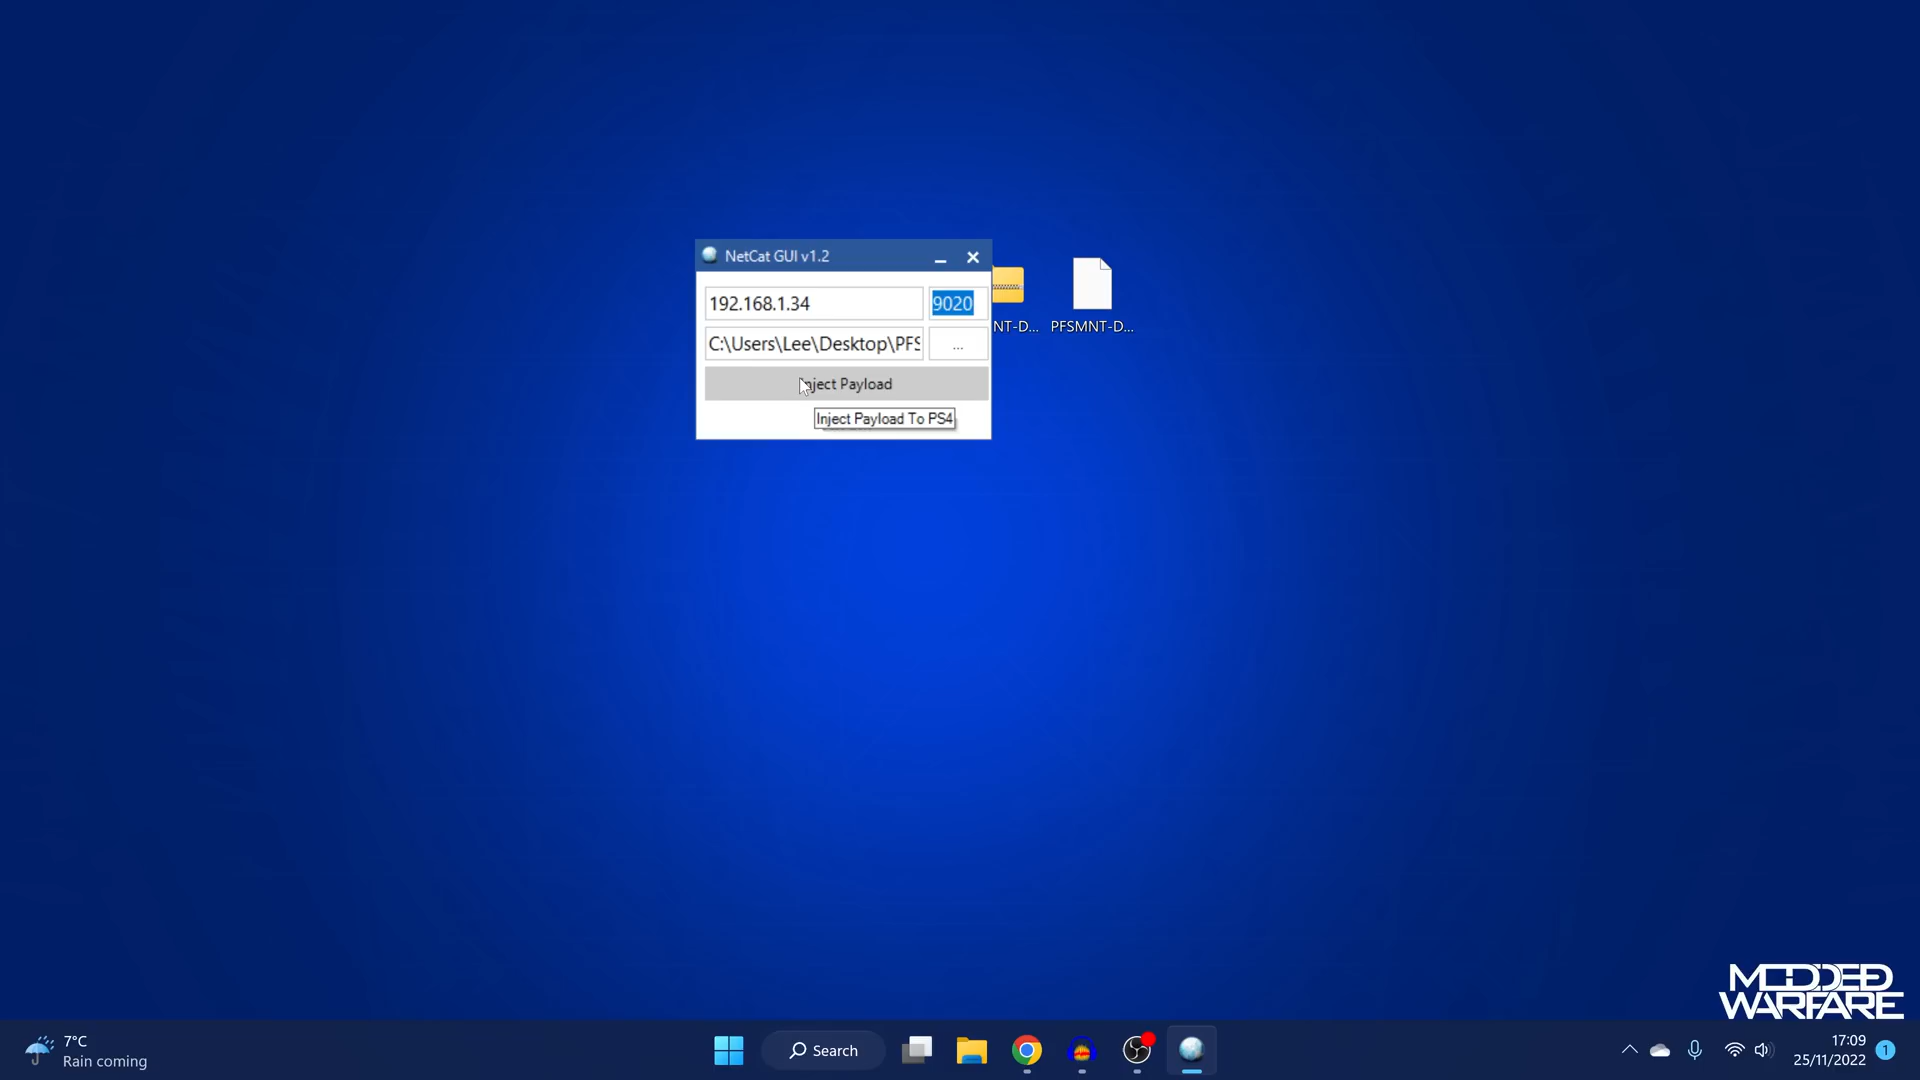 NetCat GUI v1.2
192.168.1.34
9020
C:\Users\Lee\Desktop\PFS
...
Inject Payload
Inject Payload To PS4
NT-D...
PFSMNT-D...
MODDED
WARFARE
7°C
Rain coming
Search
17:09
25/11/2022
1